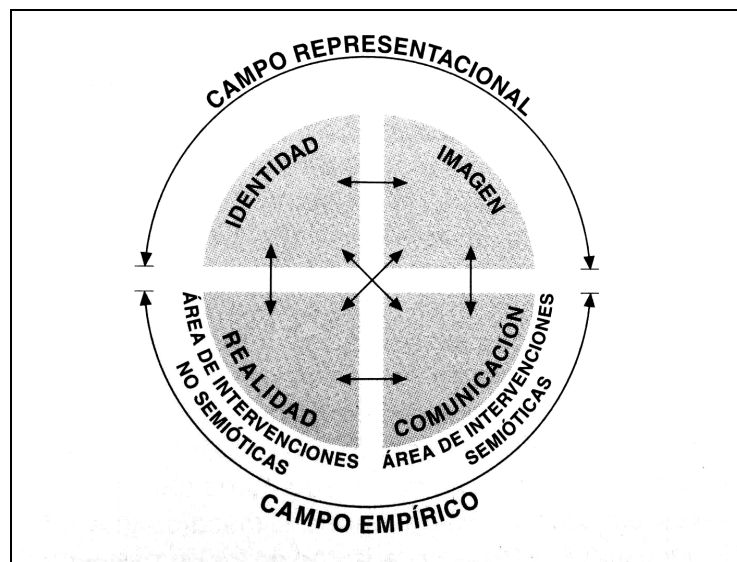 CAMPO REPRESENTACIONAL
IDENTIDAD
IMAGEN
REALIDAD
COMUNICACIÓN
ÁREA DE INTERVENCIONES
NO SEMIÓTICAS
ÁREA DE INTERVENCIONES
SEMIÓTICAS
CAMPO EMPÍRICO